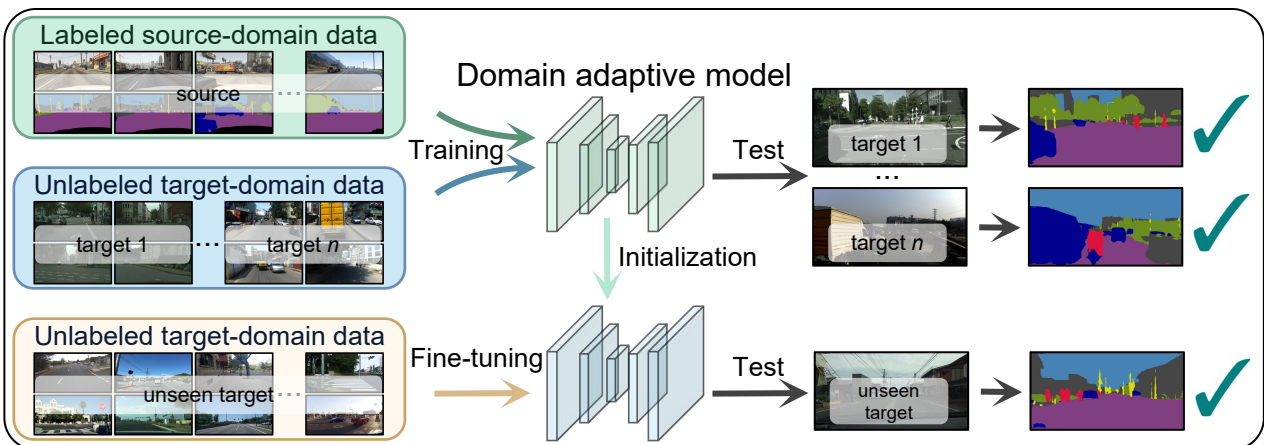 Labeled source-domain data
source
...
Domain adaptive model
Training
Test
target 1
...
target n
Unlabeled target-domain data
target 1
...
target n
Initialization
Unlabeled target-domain data
unseen target
...
Fine-tuning
Test
unseen
target